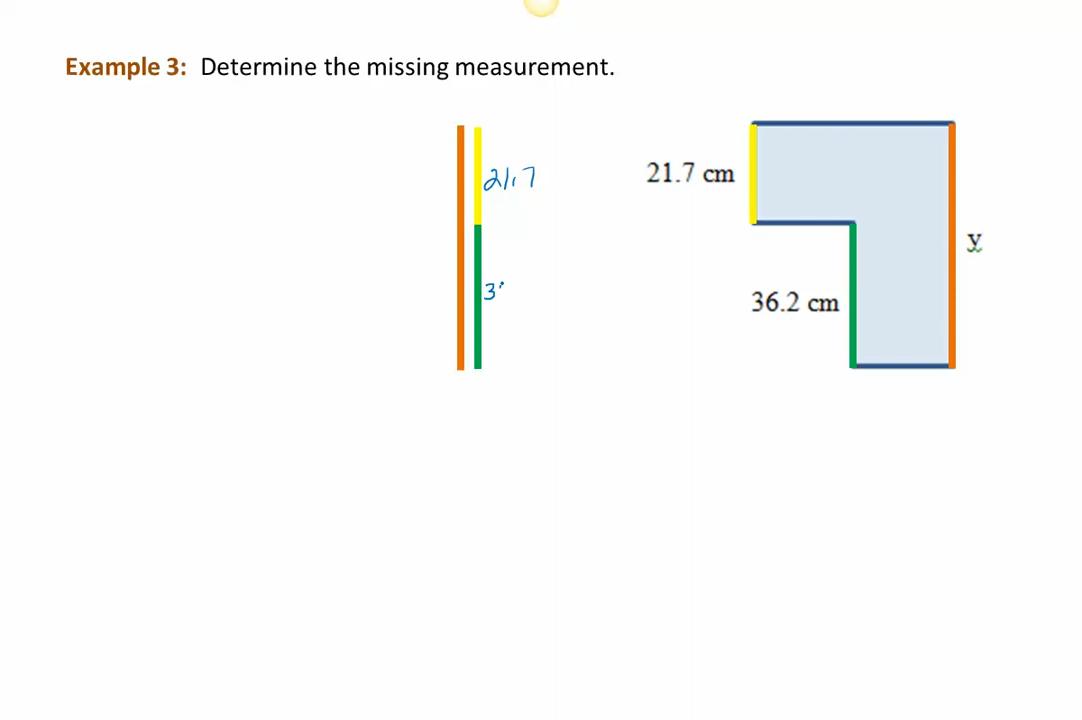 Example 3: Determine the missing measurement.
21.7
21.7 cm
y
3
36.2 cm